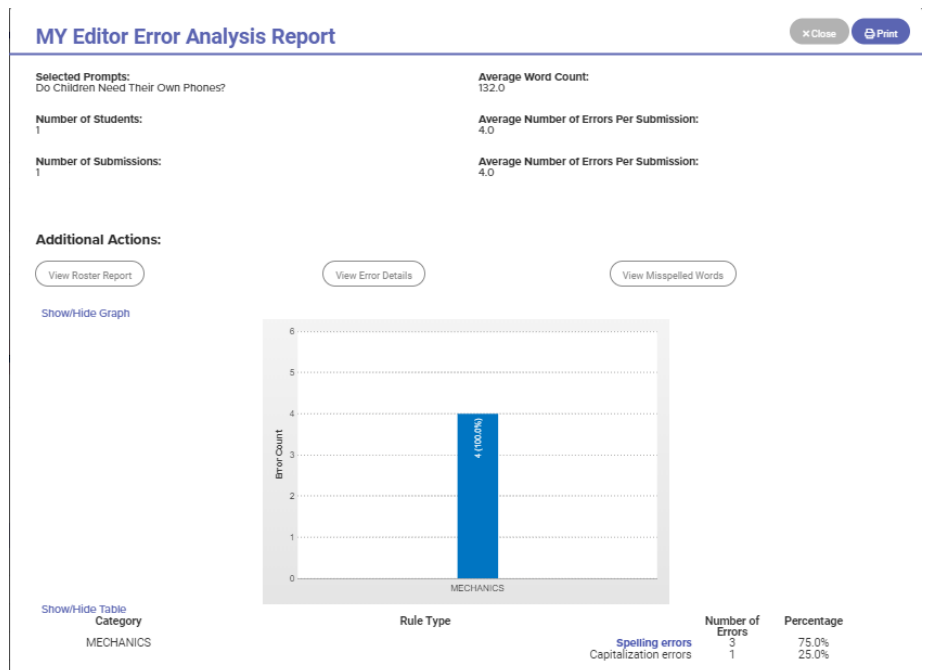 MY Editor Error Analysis Report
× Close
Print
Selected Prompts:
Do Children Need Their Own Phones?
Average Word Count:
132.0
Number of Students:
1
Average Number of Errors Per Submission:
4.0
Number of Submissions:
1
Average Number of Errors Per Submission:
4.0
Additional Actions:
View Roster Report
View Error Details
View Misspelled Words
Show/Hide Graph
6
5
4
3
2
1
0
Error Count
4 (100.0%)
MECHANICS
Show/Hide Table
Category
Rule Type
Number of
Errors
Percentage
MECHANICS
Spelling errors 3 75.0%
Capitalization errors 1 25.0%